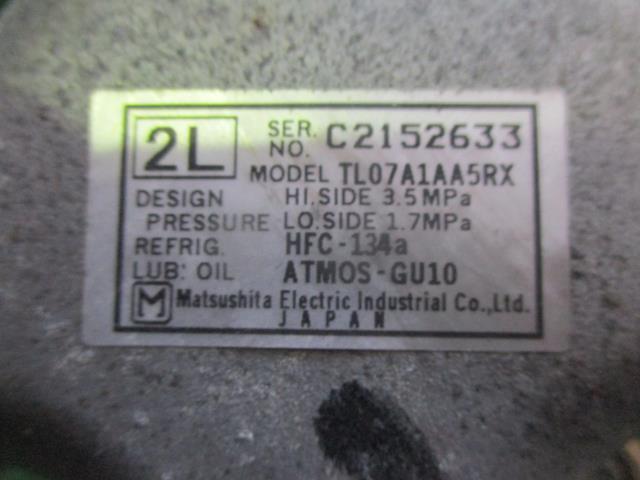 2L SER. NO. C2152633
MODEL TL07A1AA5RX
DESIGN HI.SIDE 3.5MPa
PRESSURE LO.SIDE 1.7MPa
REFRIG. HFC-134a
LUB: OIL ATMOS-GU10
M Matsushita Electric Industrial Co.,Ltd.
JAPAN